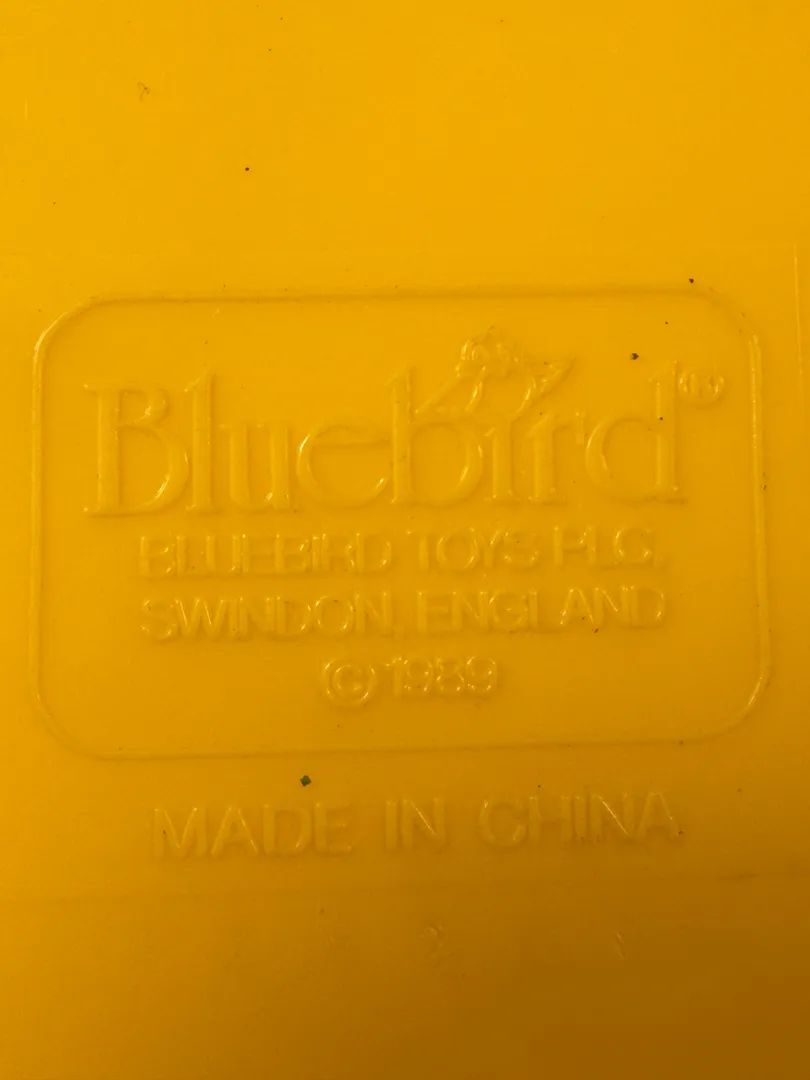 Bluebird®
BLUEBIRD TOYS PLC.
SWINDON, ENGLAND
© 1989
MADE IN CHINA